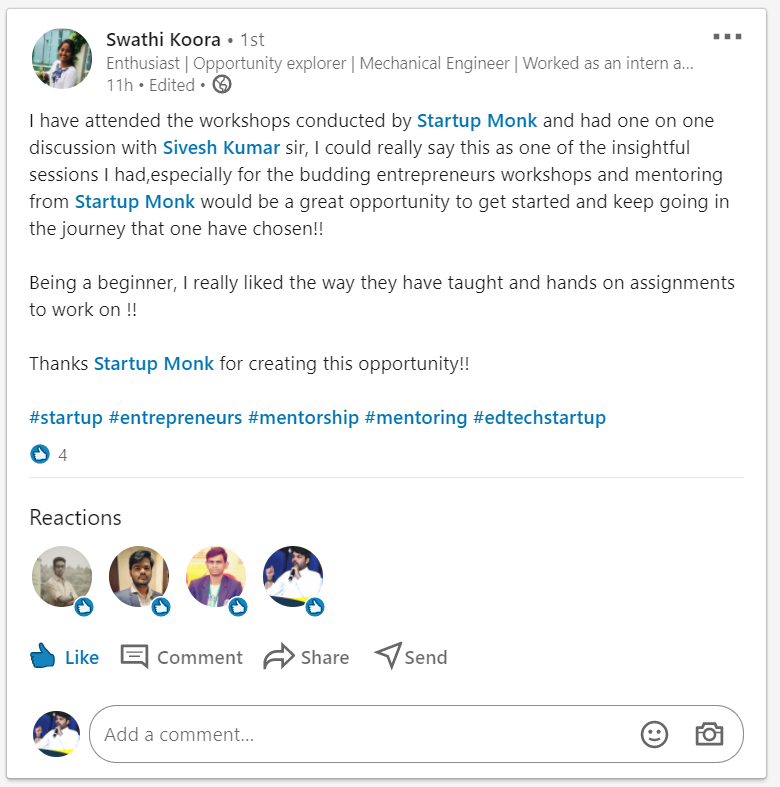 Swathi Koora • 1st
Enthusiast | Opportunity explorer | Mechanical Engineer | Worked as an intern a...
11h • Edited •
I have attended the workshops conducted by Startup Monk and had one on one
discussion with Sivesh Kumar sir, I could really say this as one of the insightful
sessions I had,especially for the budding entrepreneurs workshops and mentoring
from Startup Monk would be a great opportunity to get started and keep going in
the journey that one have chosen!!
Being a beginner, I really liked the way they have taught and hands on assignments
to work on !!
Thanks Startup Monk for creating this opportunity!!
#startup #entrepreneurs #mentorship #mentoring #edtechstartup
4
Reactions
Like Comment Share Send
Add a comment...